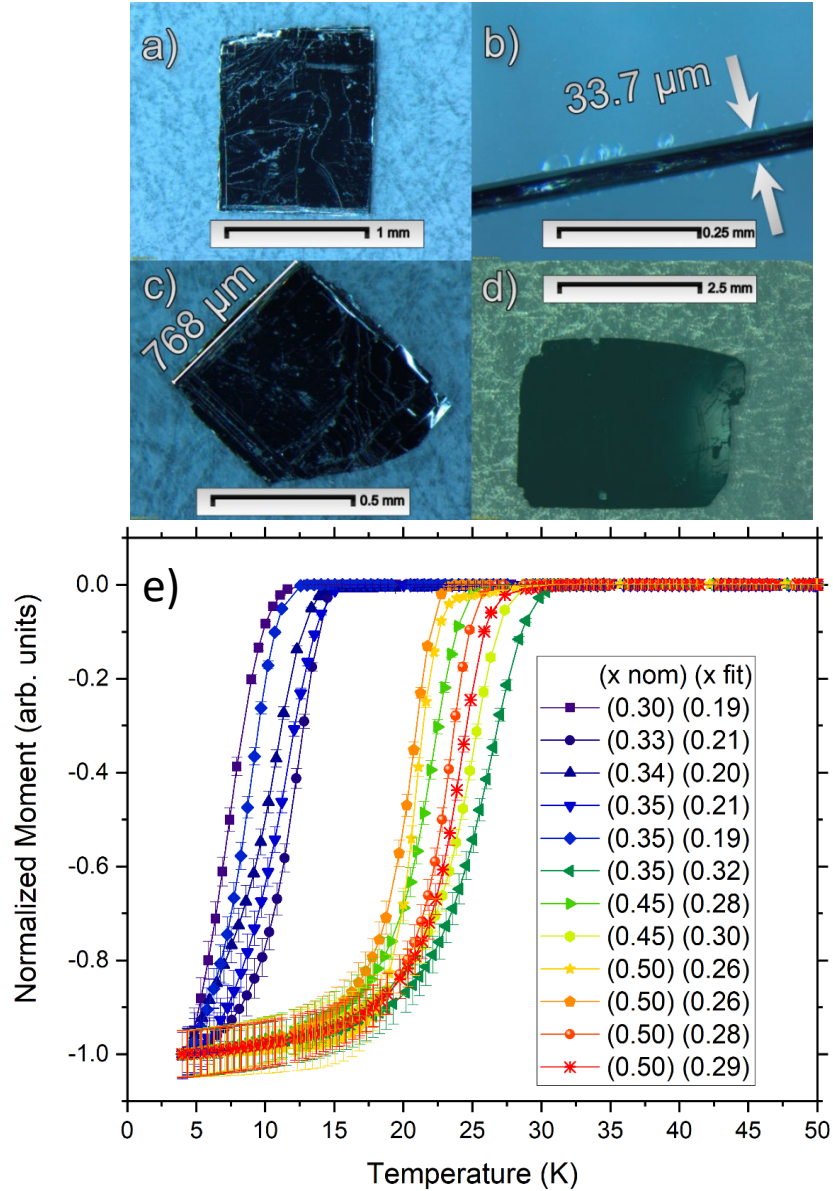 a)
1 mm
b)
33.7 µm
0.25 mm
c)
768 µm
0.5 mm
d)
2.5 mm
e)
Normalized Moment (arb. units)
0.0
-0.2
-0.4
-0.6
-0.8
-1.0
(x nom) (x fit)
(0.30) (0.19)
(0.33) (0.21)
(0.34) (0.20)
(0.35) (0.21)
(0.35) (0.19)
(0.35) (0.32)
(0.45) (0.28)
(0.45) (0.30)
(0.50) (0.26)
(0.50) (0.26)
(0.50) (0.28)
(0.50) (0.29)
0 5 10 15 20 25 30 35 40 45 50
Temperature (K)